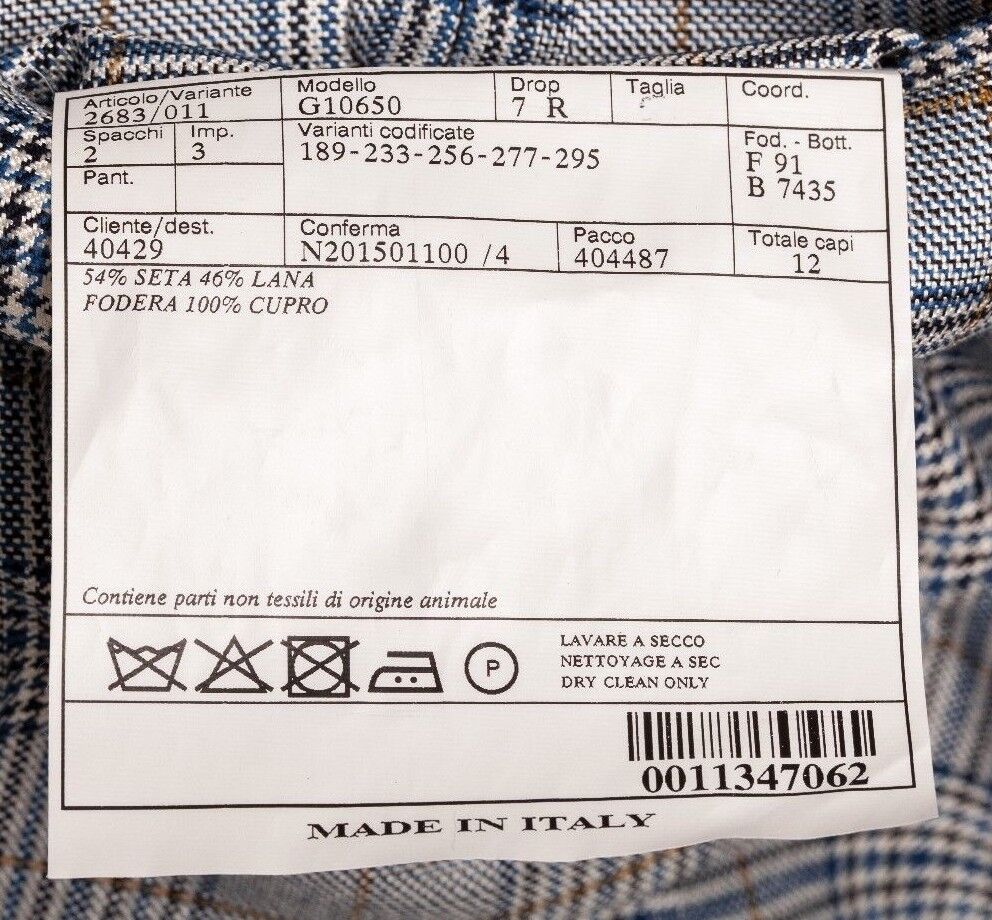 Articolo/Variante
2683/011
Modello
G10650
Drop
7 R
Taglia
Coord.
Spacchi
2
Imp.
3
Varianti codificate
189-233-256-277-295
Fod. - Bott.
F 91
B 7435
Pant.
Cliente/dest.
40429
Conferma
N201501100 /4
Pacco
404487
Totale capi
12
54% SETA 46% LANA
FODERA 100% CUPRO
Contiene parti non tessili di origine animale
P
LAVARE A SECCO
NETTOYAGE A SEC
DRY CLEAN ONLY
0011347062
MADE IN ITALY